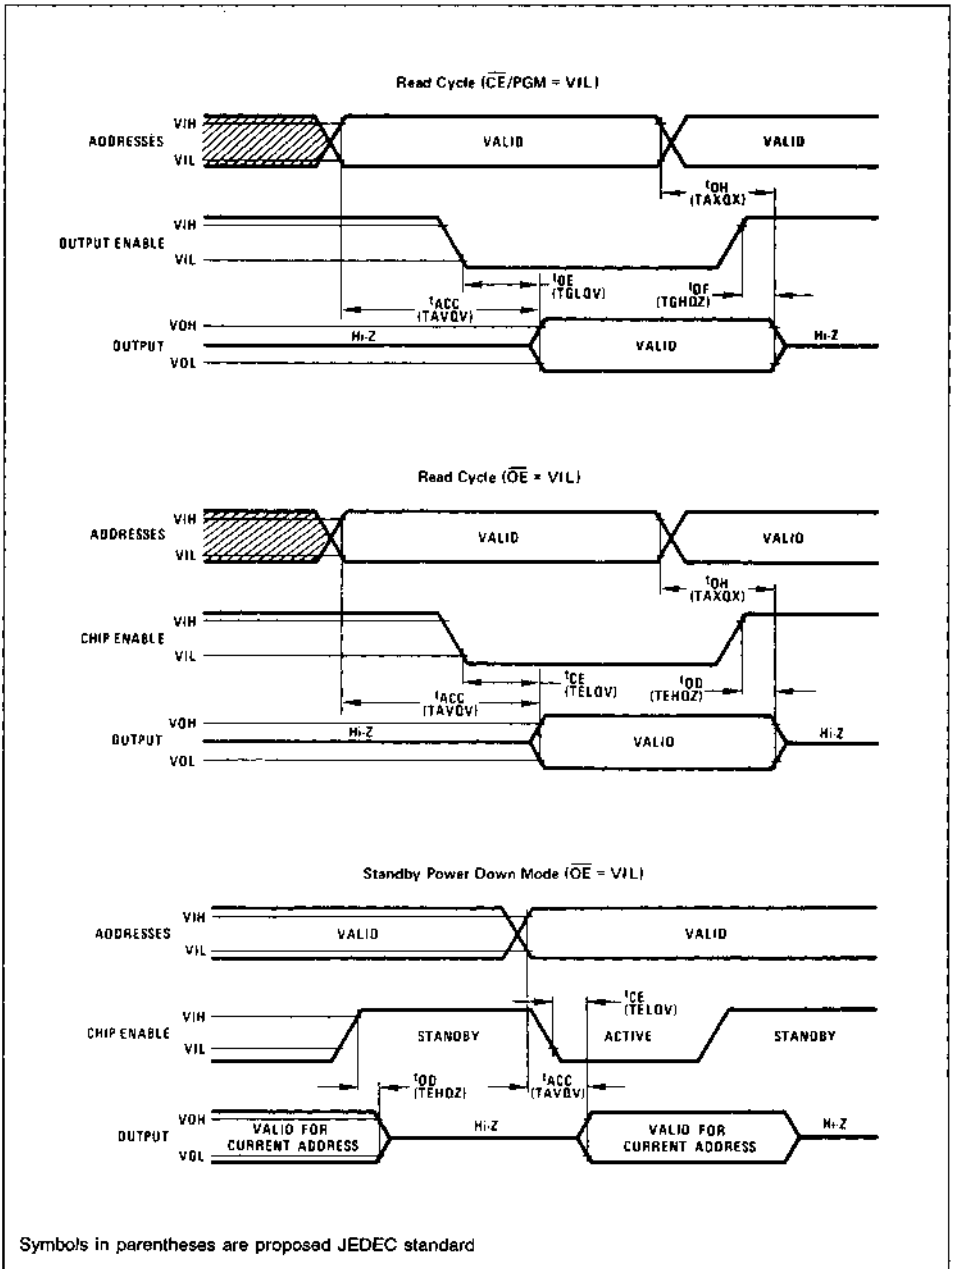 Read Cycle (CE/PGM = VIL)
ADDRESSES
VIH
VIL
VALID
VALID
tOH
(TAXQX)
OUTPUT ENABLE
VIH
VIL
tOE
(TGLQV)
tDF
(TGHQZ)
tACC
(TAVQV)
OUTPUT
VOH
VOL
Hi-Z
VALID
Hi-Z
Read Cycle (OE = VIL)
ADDRESSES
VIH
VIL
VALID
VALID
tOH
(TAXQX)
CHIP ENABLE
VIH
VIL
tCE
(TELQV)
tOD
(TEHQZ)
tACC
(TAVQV)
OUTPUT
VOH
VOL
Hi-Z
VALID
Hi-Z
Standby Power Down Mode (OE = VIL)
ADDRESSES
VIH
VIL
VALID
VALID
tCE
(TELQV)
CHIP ENABLE
VIH
VIL
STANDBY
ACTIVE
STANDBY
tOD
(TEHQZ)
tACC
(TAVQV)
OUTPUT
VOH
VOL
VALID FOR
CURRENT ADDRESS
Hi-Z
VALID FOR
CURRENT ADDRESS
Hi-Z
Symbols in parentheses are proposed JEDEC standard